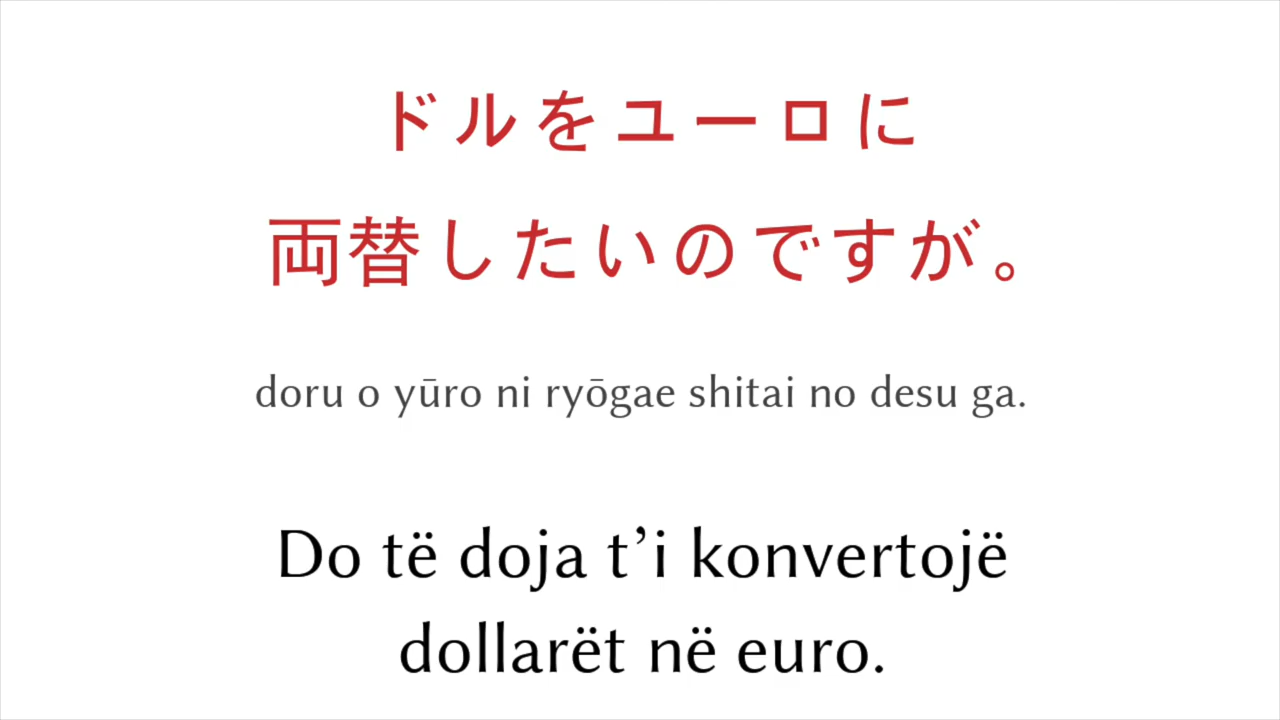 ドルをユーロに
両替したいのですが。
doru o yūro ni ryōgae shitai no desu ga.
Do të doja t’i konvertojë
dollarët në euro.